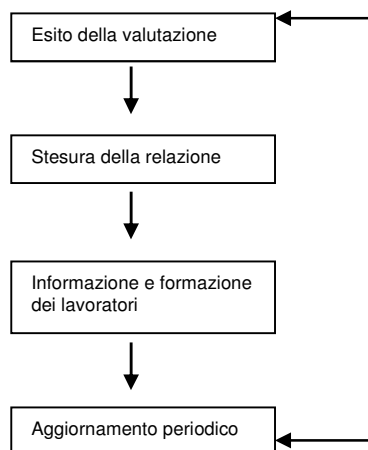 Esito della valutazione
Stesura della relazione
Informazione e formazione
dei lavoratori
Aggiornamento periodico